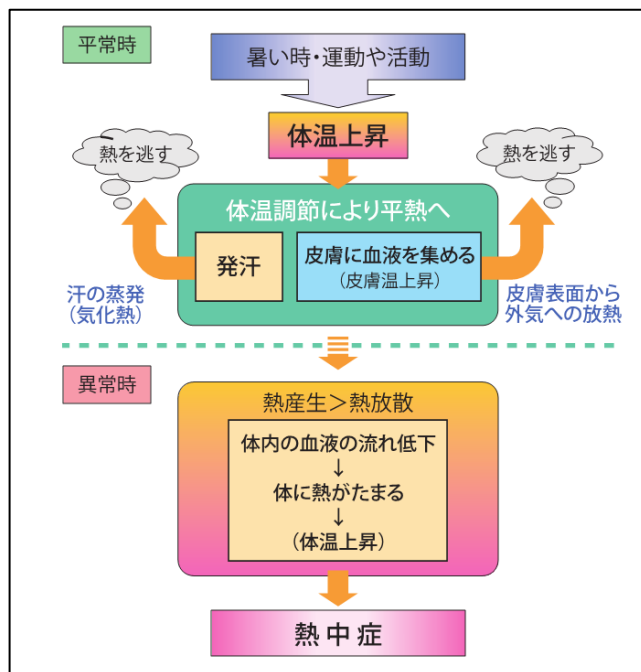 平常時
暑い時・運動や活動
体温上昇
熱を逃す
熱を逃す
体温調節により平熱へ
発汗
皮膚に血液を集める
(皮膚温上昇)
汗の蒸発
(気化熱)
皮膚表面から
外気への放熱
異常時
熱産生＞熱放散
体内の血液の流れ低下
↓
体に熱がたまる
↓
(体温上昇)
熱中症